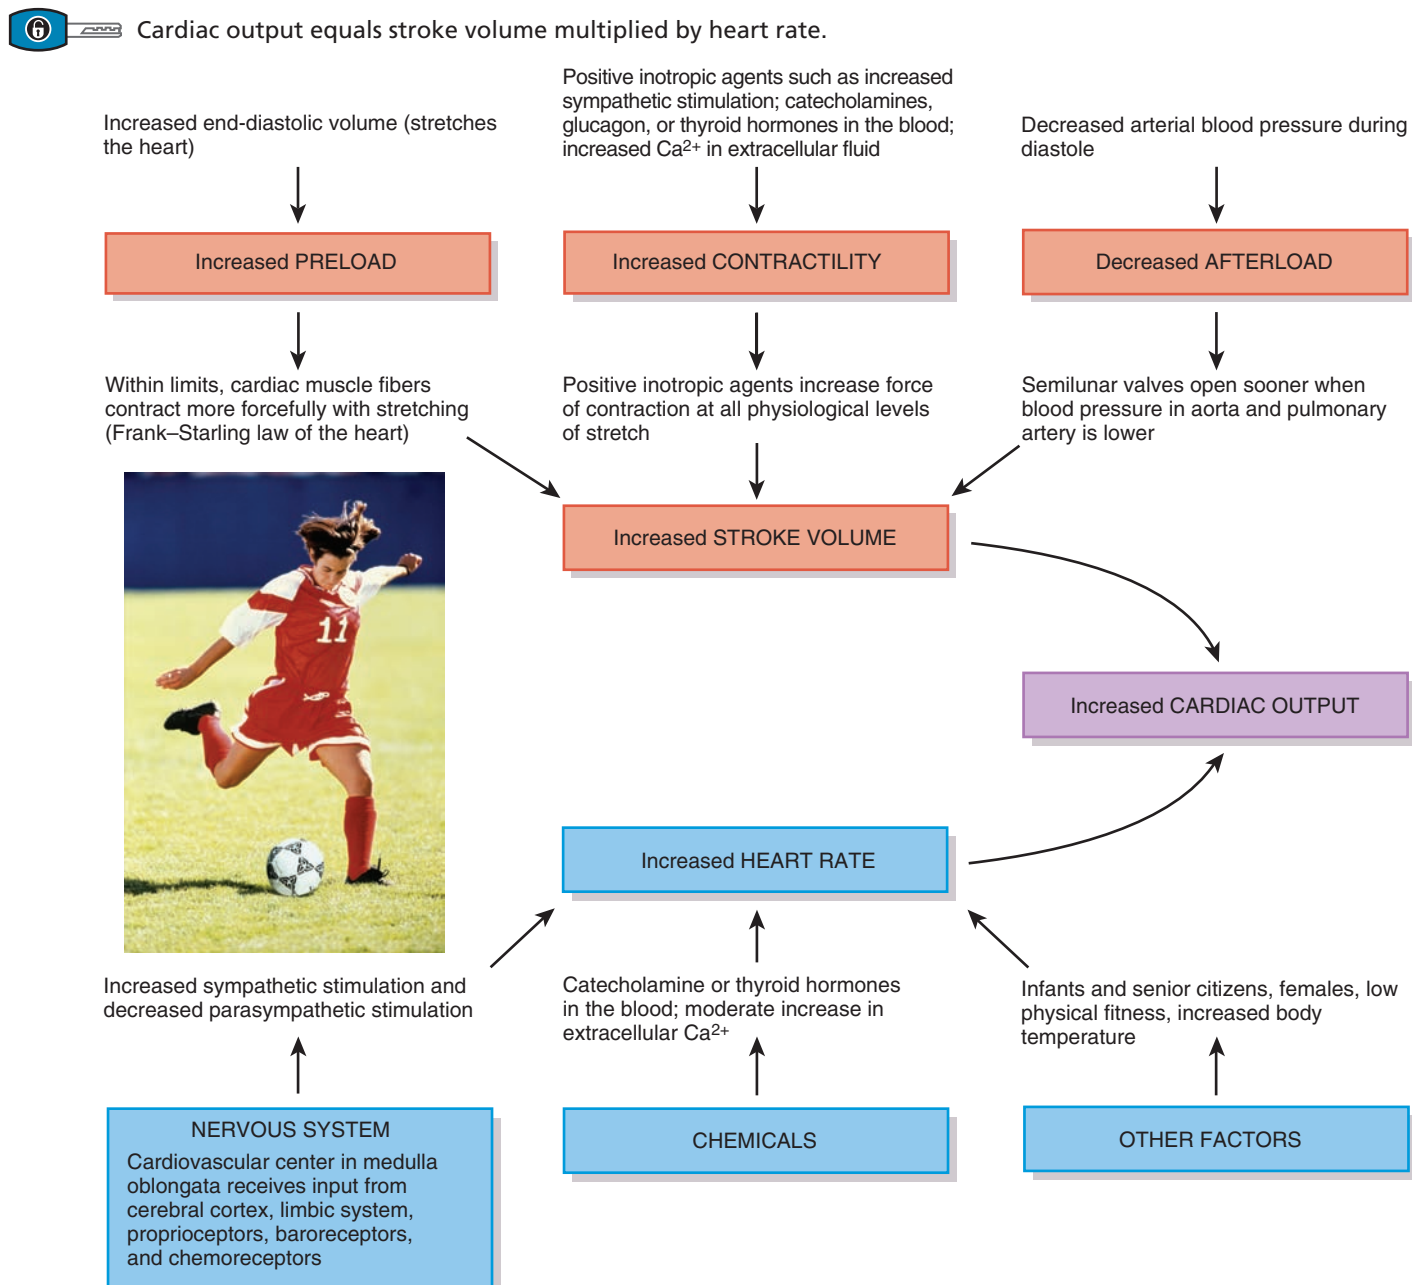 6
Cardiac output equals stroke volume multiplied by heart rate.
Increased end-diastolic volume (stretches
the heart)
Positive inotropic agents such as increased
sympathetic stimulation; catecholamines,
glucagon, or thyroid hormones in the blood;
increased Ca2+ in extracellular fluid
Decreased arterial blood pressure during
diastole
Increased PRELOAD
Increased CONTRACTILITY
Decreased AFTERLOAD
Within limits, cardiac muscle fibers
contract more forcefully with stretching
(Frank–Starling law of the heart)
Positive inotropic agents increase force
of contraction at all physiological levels
of stretch
Semilunar valves open sooner when
blood pressure in aorta and pulmonary
artery is lower
Increased STROKE VOLUME
11
Increased CARDIAC OUTPUT
Increased HEART RATE
Increased sympathetic stimulation and
decreased parasympathetic stimulation
Catecholamine or thyroid hormones
in the blood; moderate increase in
extracellular Ca2+
Infants and senior citizens, females, low
physical fitness, increased body
temperature
NERVOUS SYSTEM
Cardiovascular center in medulla
oblongata receives input from
cerebral cortex, limbic system,
proprioceptors, baroreceptors,
and chemoreceptors
CHEMICALS
OTHER FACTORS